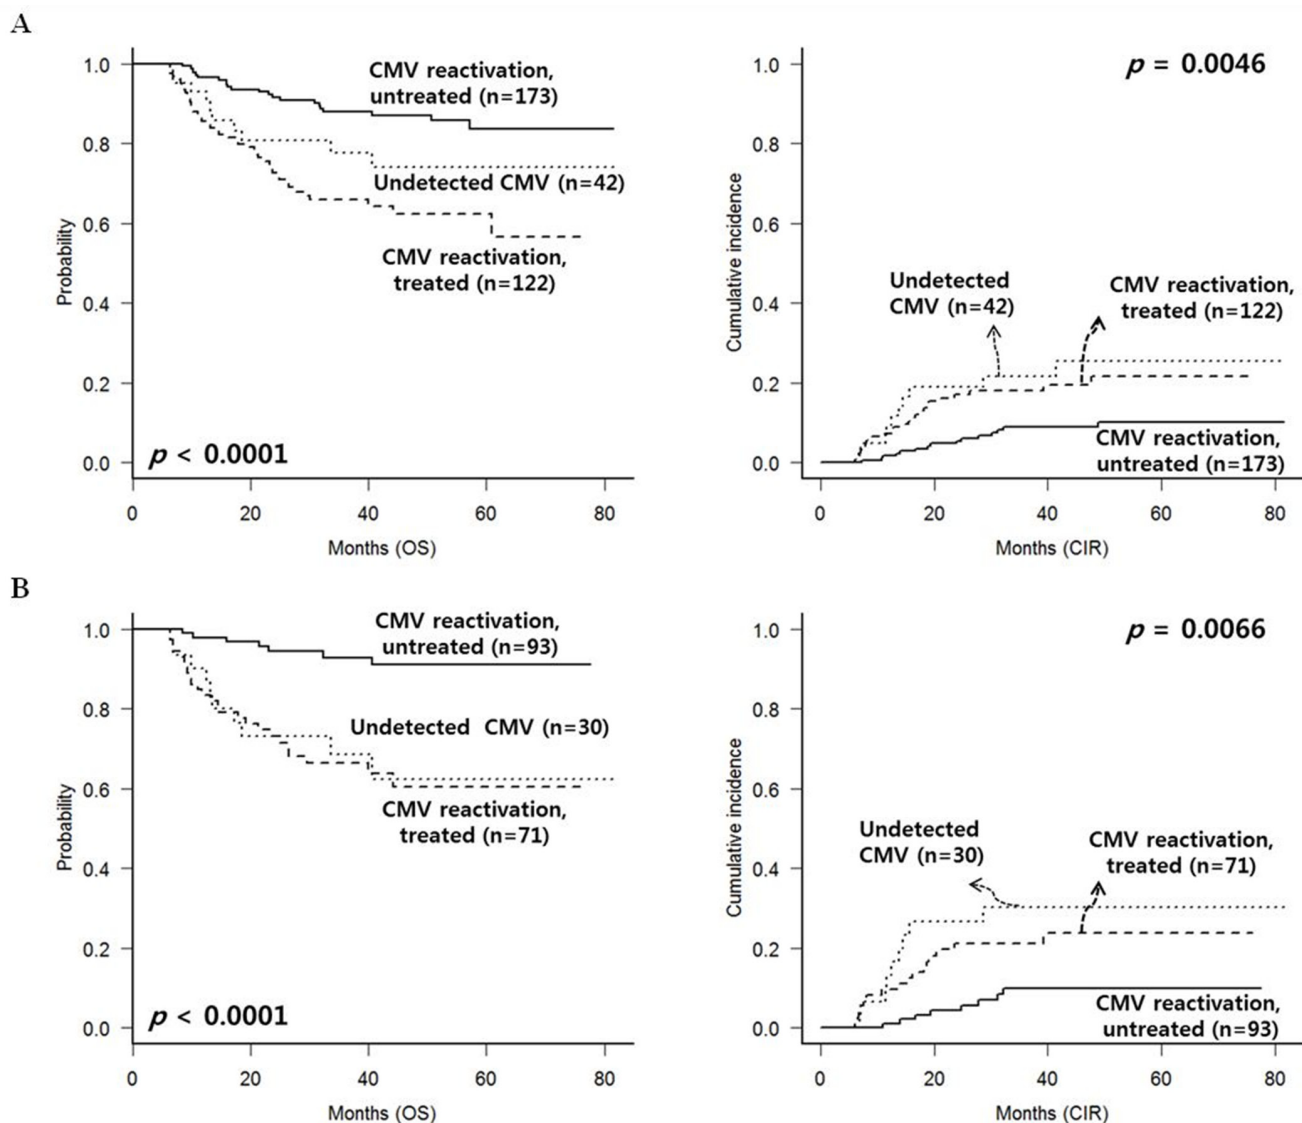 A
1.0
0.8
0.6
0.4
0.2
0.0
Probability
CMV reactivation,
untreated (n=173)
Undetected CMV (n=42)
CMV reactivation,
treated (n=122)
p < 0.0001
0 20 40 60 80
Months (OS)
1.0
0.8
0.6
0.4
0.2
0.0
Cumulative incidence
p = 0.0046
Undetected
CMV (n=42)
CMV reactivation,
treated (n=122)
CMV reactivation,
untreated (n=173)
0 20 40 60 80
Months (CIR)
B
1.0
0.8
0.6
0.4
0.2
0.0
Probability
CMV reactivation,
untreated (n=93)
Undetected CMV (n=30)
CMV reactivation,
treated (n=71)
p < 0.0001
0 20 40 60 80
Months (OS)
1.0
0.8
0.6
0.4
0.2
0.0
Cumulative incidence
p = 0.0066
Undetected
CMV (n=30)
CMV reactivation,
treated (n=71)
CMV reactivation,
untreated (n=93)
0 20 40 60 80
Months (CIR)